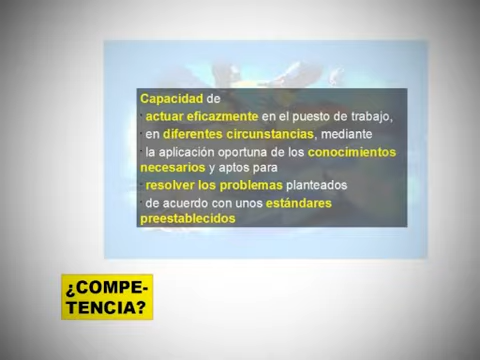 Capacidad de
· actuar eficazmente en el puesto de trabajo,
· en diferentes circunstancias, mediante
· la aplicación oportuna de los conocimientos
necesarios y aptos para
· resolver los problemas planteados
· de acuerdo con unos estándares
preestablecidos
¿COMPE-
TENCIA?